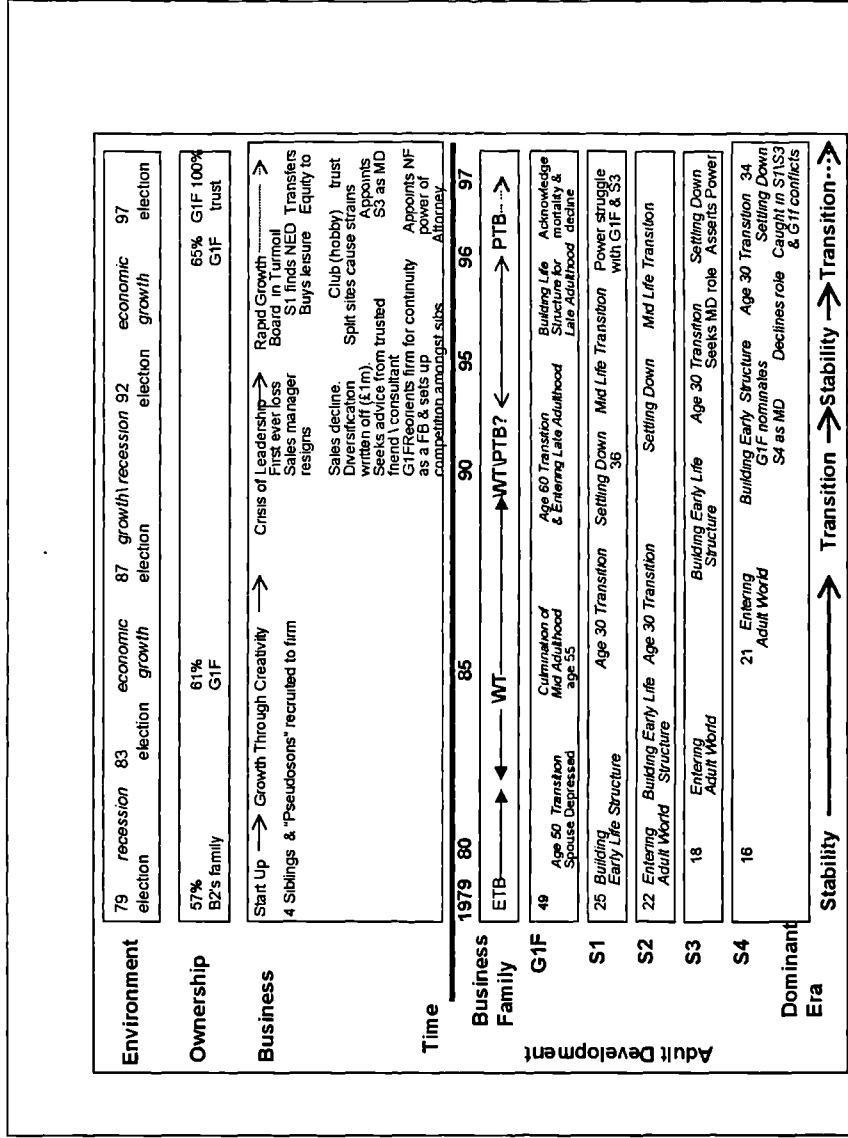 Environment
79 recession 83 economic 87 growth\ recession 92 economic 97
election election growth election election growth election
Ownership
57% 61% 65% G1F 100%
B2's family G1F G1F trust
Business
Start Up → Growth Through Creativity → Crisis of Leadership → Rapid Growth
4 Siblings & "Pseudosons" recruited to firm First ever loss Board in Turmoil
Sales manager S1 finds NED Transfers
resigns Buys leisure Equity to
Sales decline. Club (hobby) trust
Diversification Split sites cause strains
written off (£1m). Appoints
Seeks advice from trusted S3 as MD
friend \ consultant
G1FReorients firm for continuity Appoints NF
as a FB & sets up power of
competition amongst sibs Attorney
Time
1979 80 85 90 95 96 97
Business
Family
ETB WT WT\PTB? PTB
Adult Development
G1F
49 Age 50 Transition Culmination of Age 60 Transition Building Life Acknowledge
Spouse Depressed Mid Adulthood & Entering Late Adulthood Structure for mortality &
age 55 Late Adulthood decline
S1
25 Building Age 30 Transition Settling Down Mid Life Transition Power struggle
Early Life Structure 36 with G1F & S3
S2
22 Entering Building Early Life Age 30 Transition Settling Down Mid Life Transition
Adult World Structure
S3
18 Entering Building Early Life Age 30 Transition Settling Down
Adult World Structure Seeks MD role Asserts Power
S4
16 21 Entering Building Early Structure Age 30 Transition 34
Adult World G1F nominates Settling Down
S4 as MD Declines role Caught in S1\S3
& G1f conflicts
Dominant
Era
Stability → Transition → Stability → Transition